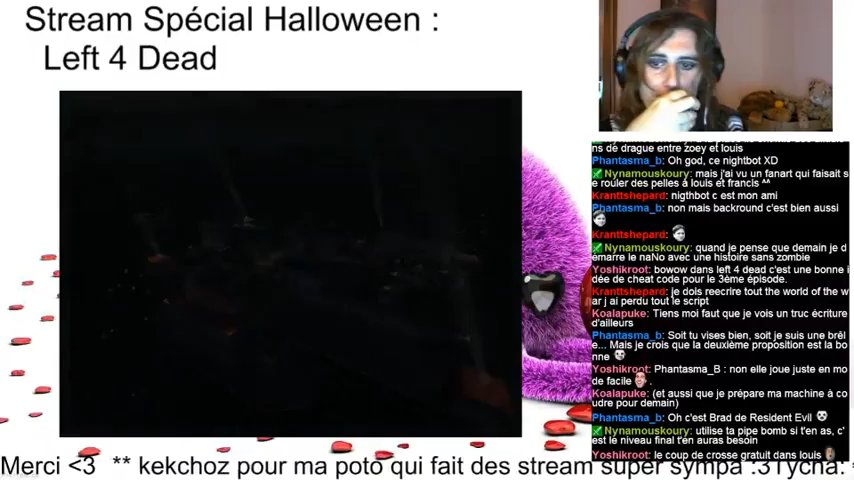 Stream Spécial Halloween :
Left 4 Dead
ns de drague entre zoey et louis
Phantasma_b: Oh god, ce nightbot XD
Nynamouskoury: mais j'ai vu un fanart qui faisait s
e rouler des pelles à louis et francis ^^
Kranttshepard: nigthbot c est mon ami
Phantasma_b: non mais backround c'est bien aussi
Kranttshepard:
Nynamouskoury: quand je pense que demain je d
émarre le naNo avec une histoire sans zombie
Yoshikroot: bowow dans left 4 dead c'est une bonne i
dée de cheat code pour le 3ème épisode.
Kranttshepard: je dois reecrire tout the world of the w
ar j ai perdu tout le script
Koalapuke: Tiens moi faut que je vois un truc écriture
d'ailleurs
Phantasma_b: Soit tu vises bien, soit je suis une brêl
e... Mais je crois que la deuxième proposition est la bo
nne
Yoshikroot: Phantasma_B : non elle joue juste en mo
de facile .
Koalapuke: (et aussi que je prépare ma machine à co
udre pour demain)
Phantasma_b: Oh c'est Brad de Resident Evil
Nynamouskoury: utilise ta pipe bomb si t'en as, c'
est le niveau final t'en auras besoin
Yoshikroot: le coup de crosse gratuit dans louis
Merci <3 ** kekchoz pour ma poto qui fait des stream super sympa :3Tycha: